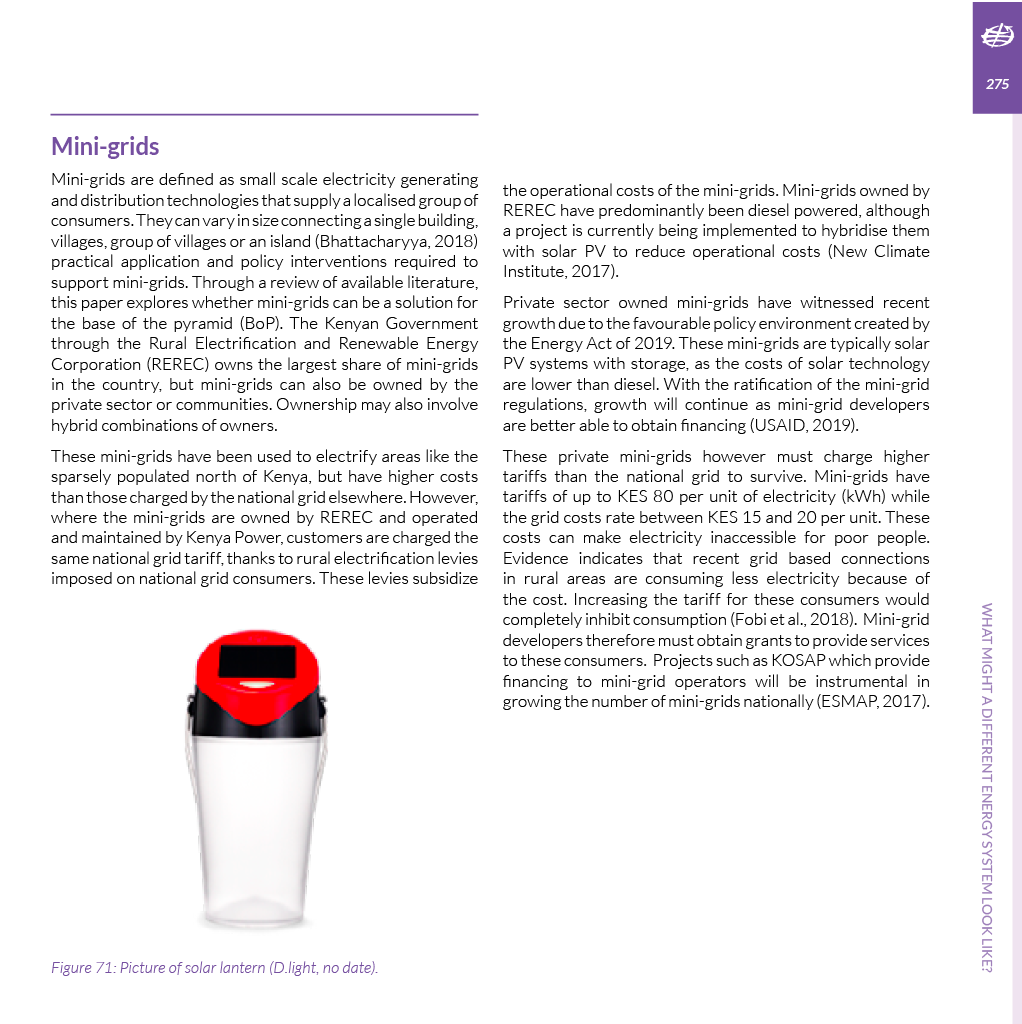 275
Mini-grids
Mini-grids are defined as small scale electricity generating
and distribution technologies that supply a localised group of
consumers. They can vary in size connecting a single building,
villages, group of villages or an island (Bhattacharyya, 2018)
practical application and policy interventions required to
support mini-grids. Through a review of available literature,
this paper explores whether mini-grids can be a solution for
the base of the pyramid (BoP). The Kenyan Government
through the Rural Electrification and Renewable Energy
Corporation (REREC) owns the largest share of mini-grids
in the country, but mini-grids can also be owned by the
private sector or communities. Ownership may also involve
hybrid combinations of owners.
These mini-grids have been used to electrify areas like the
sparsely populated north of Kenya, but have higher costs
than those charged by the national grid elsewhere. However,
where the mini-grids are owned by REREC and operated
and maintained by Kenya Power, customers are charged the
same national grid tariff, thanks to rural electrification levies
imposed on national grid consumers. These levies subsidize
Figure 71: Picture of solar lantern (D.light, no date).
the operational costs of the mini-grids. Mini-grids owned by
REREC have predominantly been diesel powered, although
a project is currently being implemented to hybridise them
with solar PV to reduce operational costs (New Climate
Institute, 2017).
Private sector owned mini-grids have witnessed recent
growth due to the favourable policy environment created by
the Energy Act of 2019. These mini-grids are typically solar
PV systems with storage, as the costs of solar technology
are lower than diesel. With the ratification of the mini-grid
regulations, growth will continue as mini-grid developers
are better able to obtain financing (USAID, 2019).
These private mini-grids however must charge higher
tariffs than the national grid to survive. Mini-grids have
tariffs of up to KES 80 per unit of electricity (kWh) while
the grid costs rate between KES 15 and 20 per unit. These
costs can make electricity inaccessible for poor people.
Evidence indicates that recent grid based connections
in rural areas are consuming less electricity because of
the cost. Increasing the tariff for these consumers would
completely inhibit consumption (Fobi et al., 2018). Mini-grid
developers therefore must obtain grants to provide services
to these consumers. Projects such as KOSAP which provide
financing to mini-grid operators will be instrumental in
growing the number of mini-grids nationally (ESMAP, 2017).
WHAT MIGHT A DIFFERENT ENERGY SYSTEM LOOK LIKE?